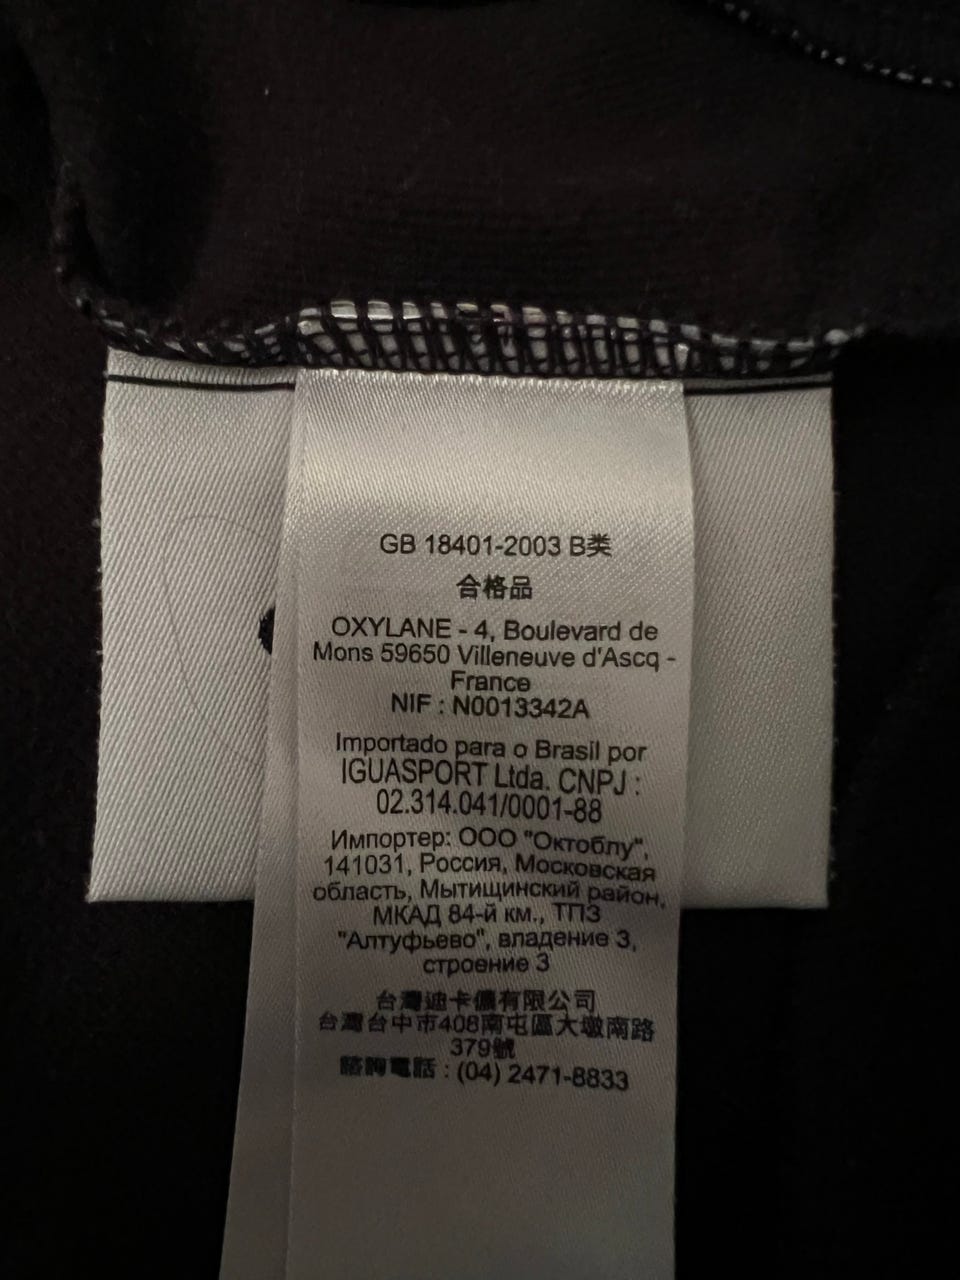 GB 18401-2003 B类
合格品
OXYLANE - 4, Boulevard de
Mons 59650 Villeneuve d'Ascq -
France
NIF : N0013342A
Importado para o Brasil por
IGUASPORT Ltda. CNPJ :
02.314.041/0001-88
Импортер: ООО "Октоблу",
141031, Россия, Московская
область, Мытищинский район,
МКАД 84-й км., ТПЗ
"Алтуфьево", владение 3,
строение 3
台灣迪卡儂有限公司
台灣台中市408南屯區大墩南路
379號
諮詢電話 : (04) 2471-8833